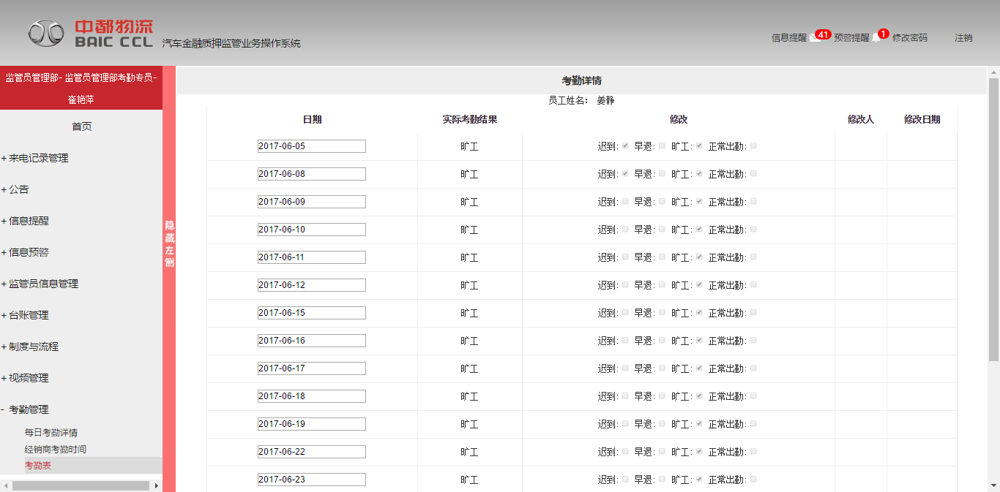 中都物流
BAIC CCL
汽车金融质押监管业务操作系统
信息提醒 41 预警提醒 1 修改密码 注销
监管员管理部- 监管员管理部考勤专员-
崔艳萍
首页
+ 来电记录管理
+ 公告
+ 信息提醒
+ 信息预警
+ 监管员信息管理
+ 台账管理
+ 制度与流程
+ 视频管理
- 考勤管理
每日考勤详情
经销商考勤时间
考勤表
隐藏左侧
考勤详情
员工姓名： 姜静
日期 实际考勤结果 修改 修改人 修改日期
2017-06-05 旷工 迟到: 早退: 旷工: 正常出勤:
2017-06-08 旷工 迟到: 早退: 旷工: 正常出勤:
2017-06-09 旷工 迟到: 早退: 旷工: 正常出勤:
2017-06-10 旷工 迟到: 早退: 旷工: 正常出勤:
2017-06-11 旷工 迟到: 早退: 旷工: 正常出勤:
2017-06-12 旷工 迟到: 早退: 旷工: 正常出勤:
2017-06-15 旷工 迟到: 早退: 旷工: 正常出勤:
2017-06-16 旷工 迟到: 早退: 旷工: 正常出勤:
2017-06-17 旷工 迟到: 早退: 旷工: 正常出勤:
2017-06-18 旷工 迟到: 早退: 旷工: 正常出勤:
2017-06-19 旷工 迟到: 早退: 旷工: 正常出勤:
2017-06-22 旷工 迟到: 早退: 旷工: 正常出勤:
2017-06-23 旷工 迟到: 早退: 旷工: 正常出勤: